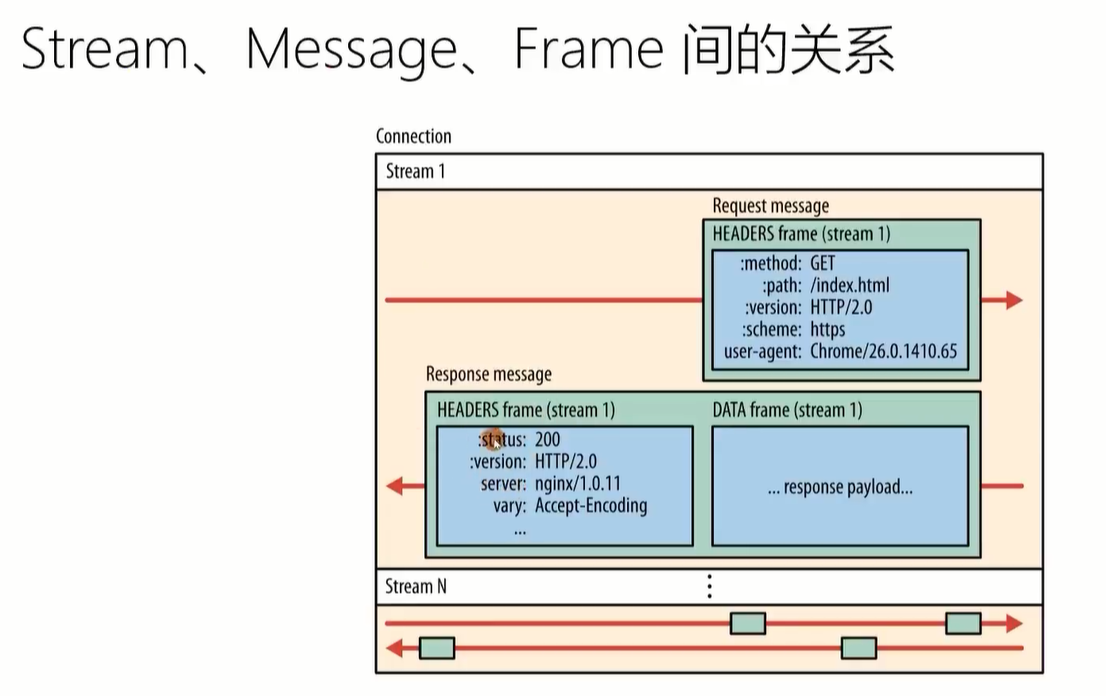 Stream、Message、Frame 间的关系
Connection
Stream 1
Request message
HEADERS frame (stream 1)
:method: GET
:path: /index.html
:version: HTTP/2.0
:scheme: https
user-agent: Chrome/26.0.1410.65
Response message
HEADERS frame (stream 1)
:status: 200
:version: HTTP/2.0
server: nginx/1.0.11
vary: Accept-Encoding
...
DATA frame (stream 1)
... response payload...
Stream N